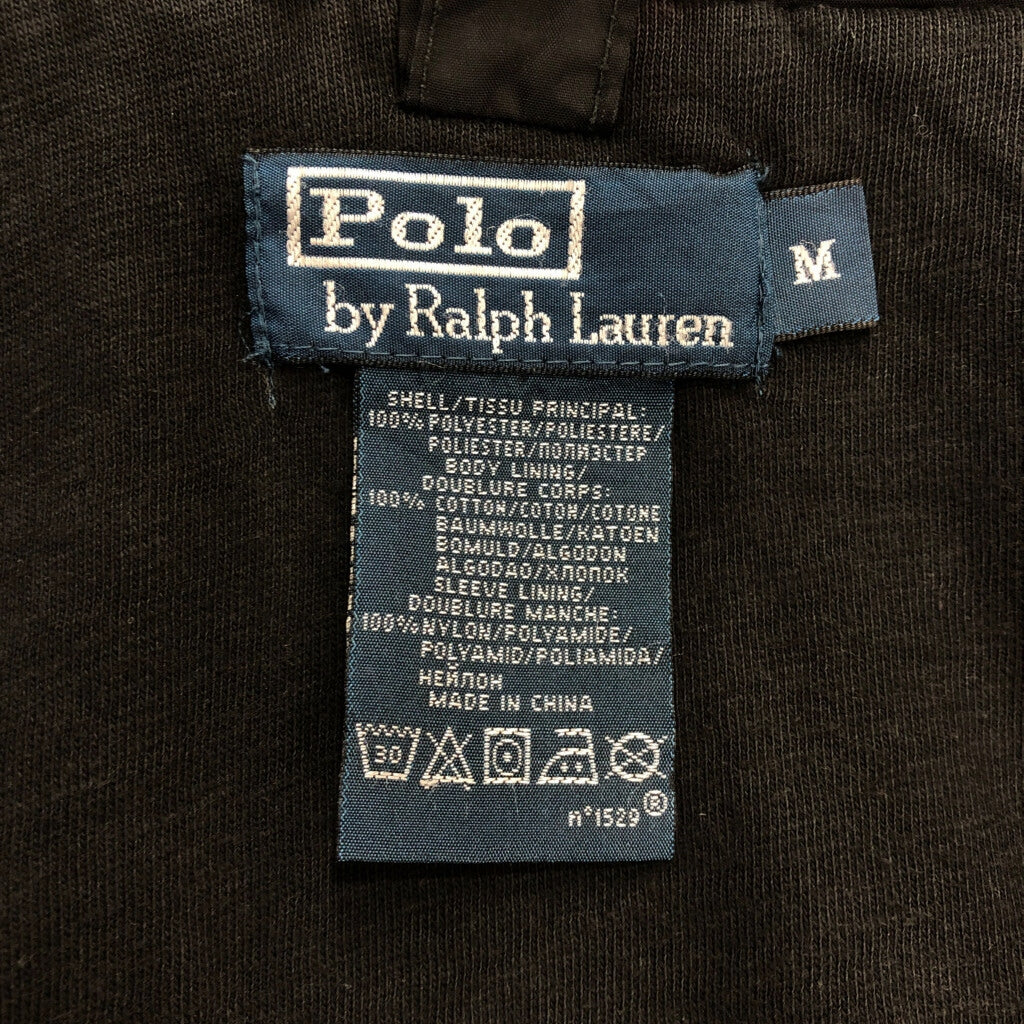 Polo
by Ralph Lauren
M
SHELL/TISSU PRINCIPAL:
100% POLYESTER/POLIESTERE/
POLIESTER/ПОЛИЭСТЕР
BODY LINING/
DOUBLURE CORPS:
100% COTTON/COTON/COTONE
BAUMWOLLE/KATOEN
BOMULD/ALGODON
ALGODAO/ХЛОПОК
SLEEVE LINING/
DOUBLURE MANCHE:
100% NYLON/POLYAMIDE/
POLYAMID/POLIAMIDA/
НЕЙЛОН
MADE IN CHINA
30
n°1529 ®